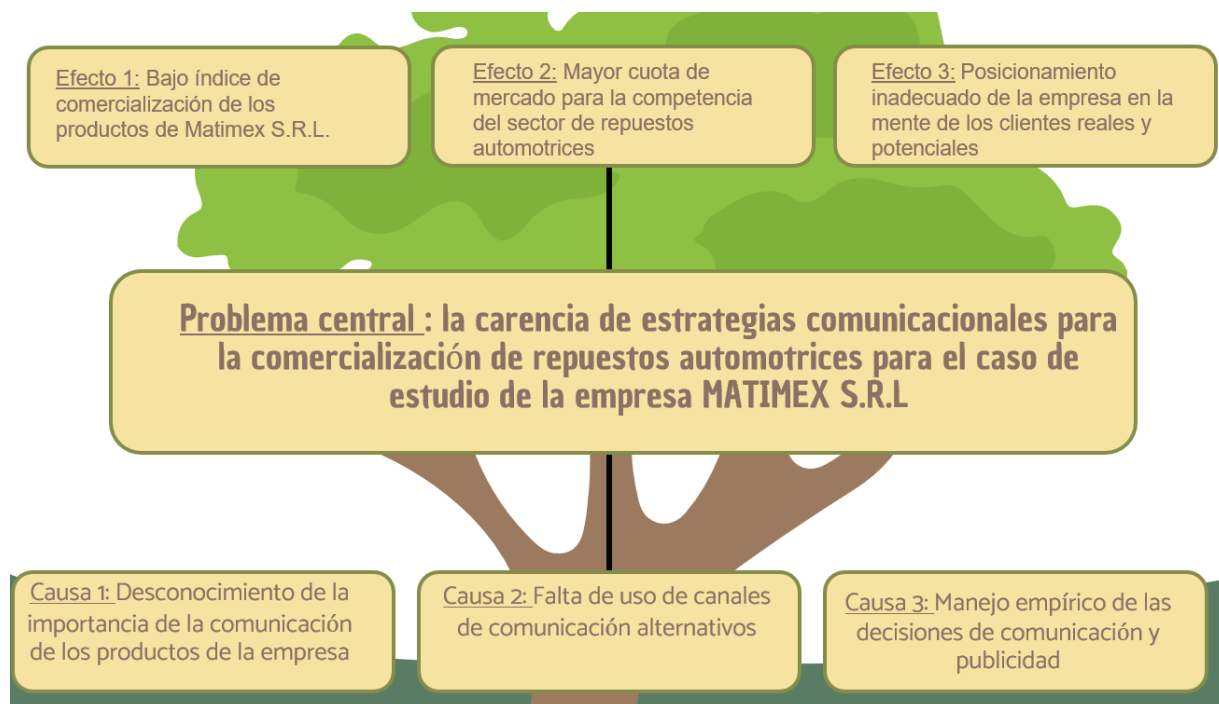 Efecto 1: Bajo índice de
comercialización de los
productos de Matimex S.R.L.
Efecto 2: Mayor cuota de
mercado para la competencia
del sector de repuestos
automotrices
Efecto 3: Posicionamiento
inadecuado de la empresa en la
mente de los clientes reales y
potenciales
Problema central : la carencia de estrategias comunicacionales para
la comercialización de repuestos automotrices para el caso de
estudio de la empresa MATIMEX S.R.L
Causa 1: Desconocimiento de la
importancia de la comunicación
de los productos de la empresa
Causa 2: Falta de uso de canales
de comunicación alternativos
Causa 3: Manejo empírico de las
decisiones de comunicación y
publicidad